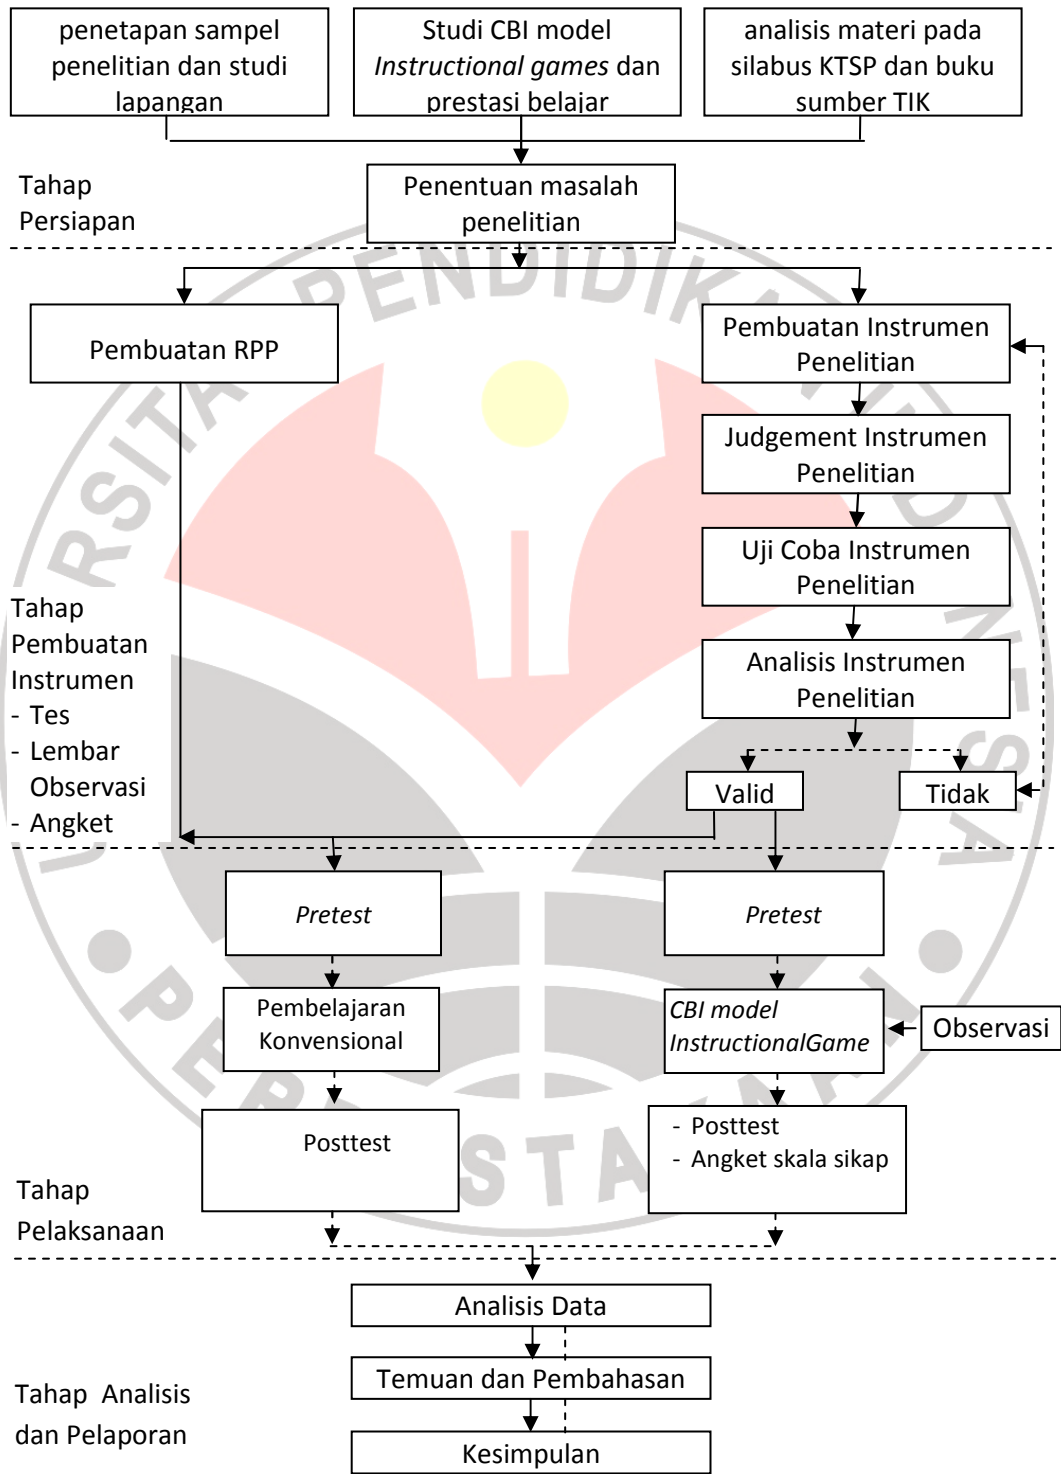 penetapan sampel
penelitian dan studi
lapangan
Studi CBI model
Instructional games dan
prestasi belajar
analisis materi pada
silabus KTSP dan buku
sumber TIK
Tahap
Persiapan
Penentuan masalah
penelitian
Pembuatan RPP
Pembuatan Instrumen
Penelitian
Judgement Instrumen
Penelitian
Uji Coba Instrumen
Penelitian
Analisis Instrumen
Penelitian
Tahap
Pembuatan
Instrumen
- Tes
- Lembar
Observasi
- Angket
Valid
Tidak
Pretest
Pretest
Pembelajaran
Konvensional
CBI model
InstructionalGame
Observasi
Posttest
- Posttest
- Angket skala sikap
Tahap
Pelaksanaan
Analisis Data
Temuan dan Pembahasan
Kesimpulan
Tahap Analisis
dan Pelaporan